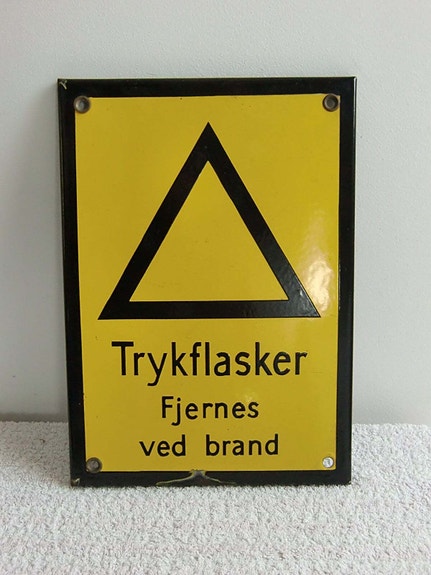 Trykflasker
Fjernes
ved brand